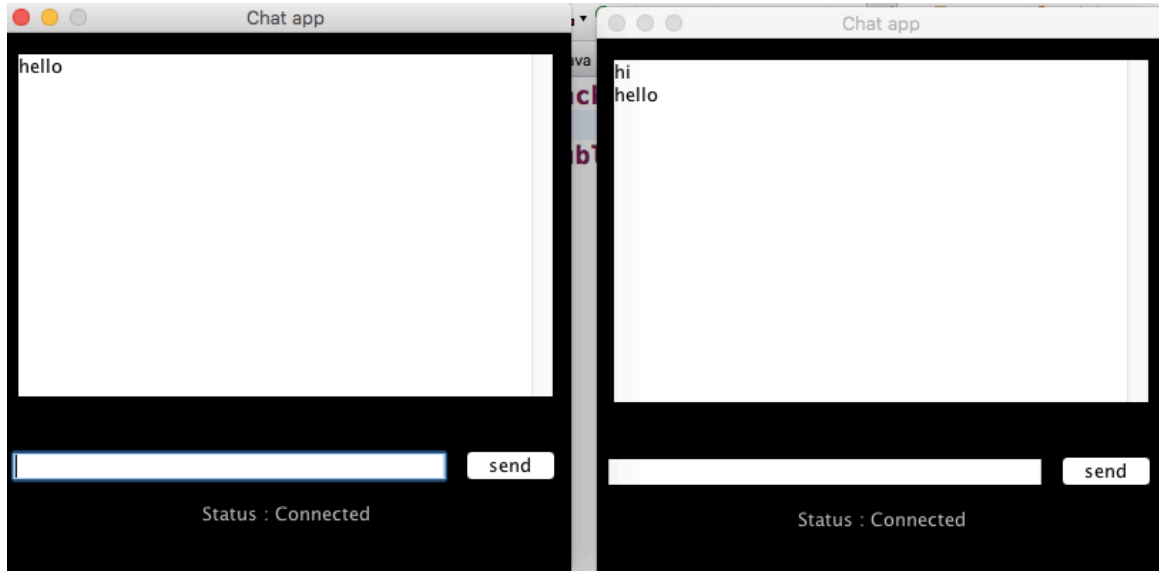 Chat app
hello
send
Status : Connected
Chat app
hi
hello
send
Status : Connected